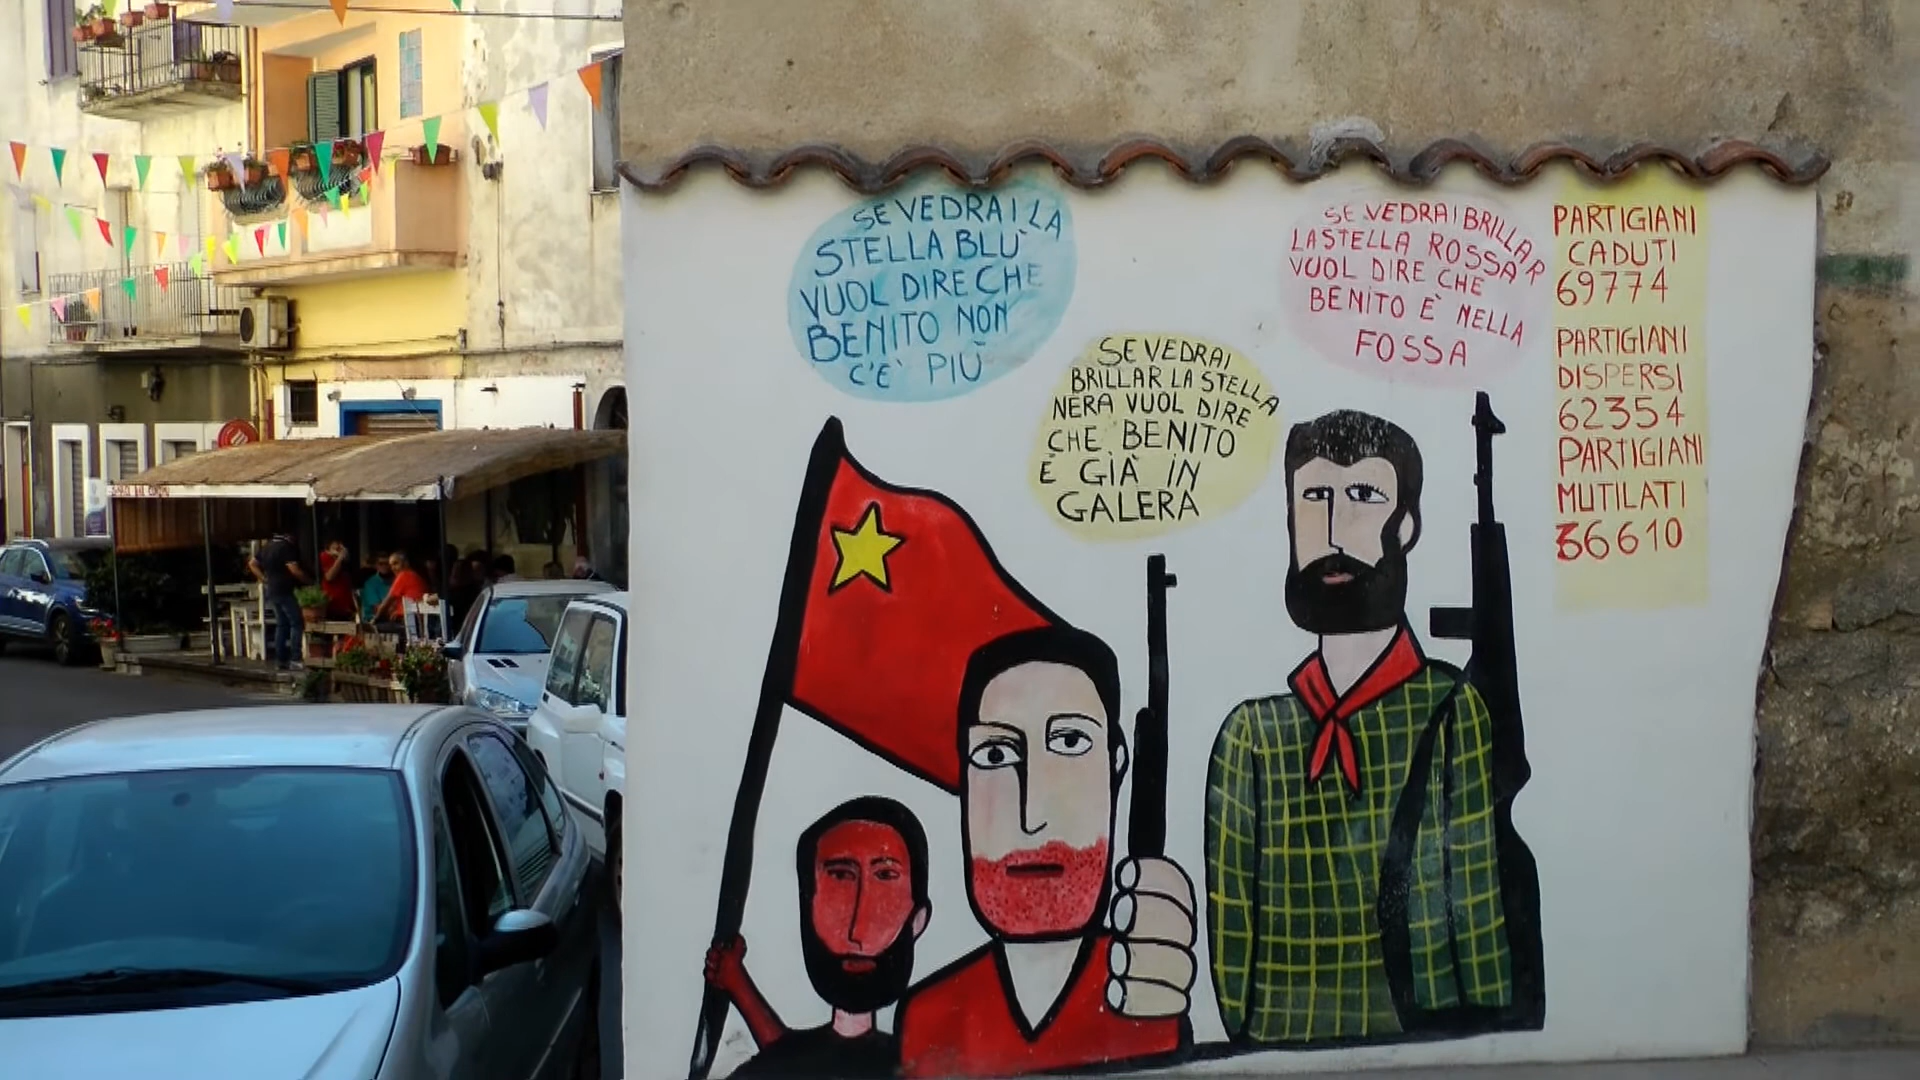 SE VEDRAI LA
STELLA BLU
VUOL DIRE CHE
BENITO NON
C'E' PIÙ
SE VEDRAI
BRILLAR LA STELLA
NERA VUOL DIRE
CHE BENITO
È GIÀ IN
GALERA
SE VEDRAI BRILLAR
LA STELLA ROSSA
VUOL DIRE CHE
BENITO È NELLA
FOSSA
PARTIGIANI
CADUTI
69774
PARTIGIANI
DISPERSI
62354
PARTIGIANI
MUTILATI
36610